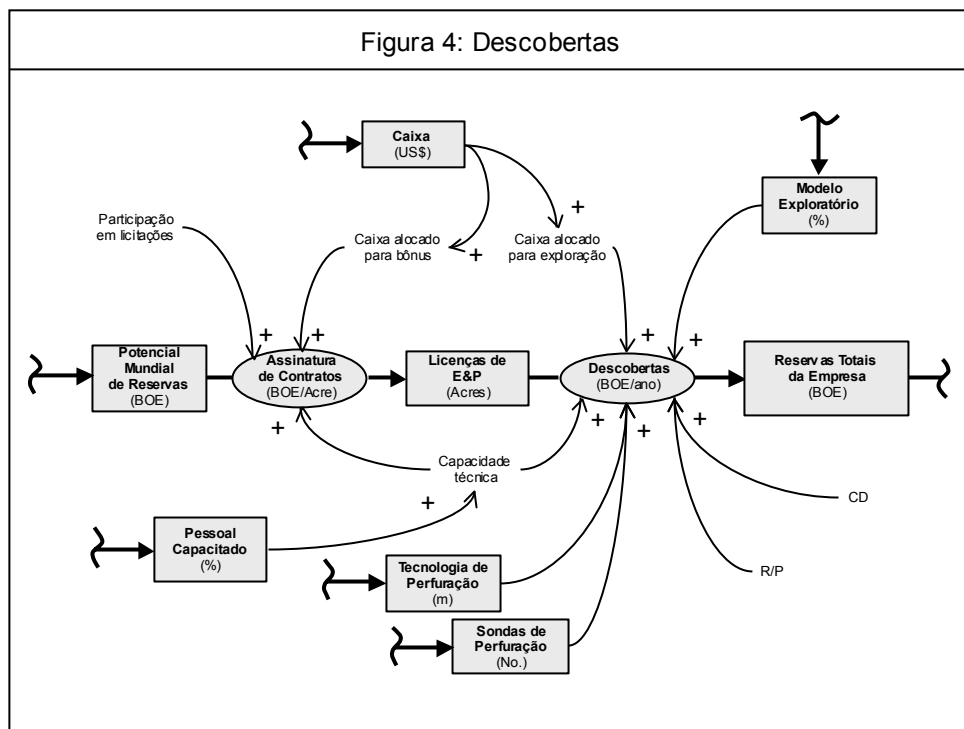 Figura 4: Descobertas
Caixa
(US$)
Modelo
Exploratório
(%)
Participação
em licitações
+
Caixa alocado
para bônus
+
Caixa alocado
para exploração
+
+
+
+
Potencial
Mundial
de Reservas
(BOE)
Assinatura
de Contratos
(BOE/Acre)
Licenças de
E&P
(Acres)
Descobertas
(BOE/ano)
Reservas Totais
da Empresa
(BOE)
+
+
+
+
Capacidade
técnica
+
CD
Pessoal
Capacitado
(%)
Tecnologia de
Perfuração
(m)
R/P
Sondas de
Perfuração
(No.)